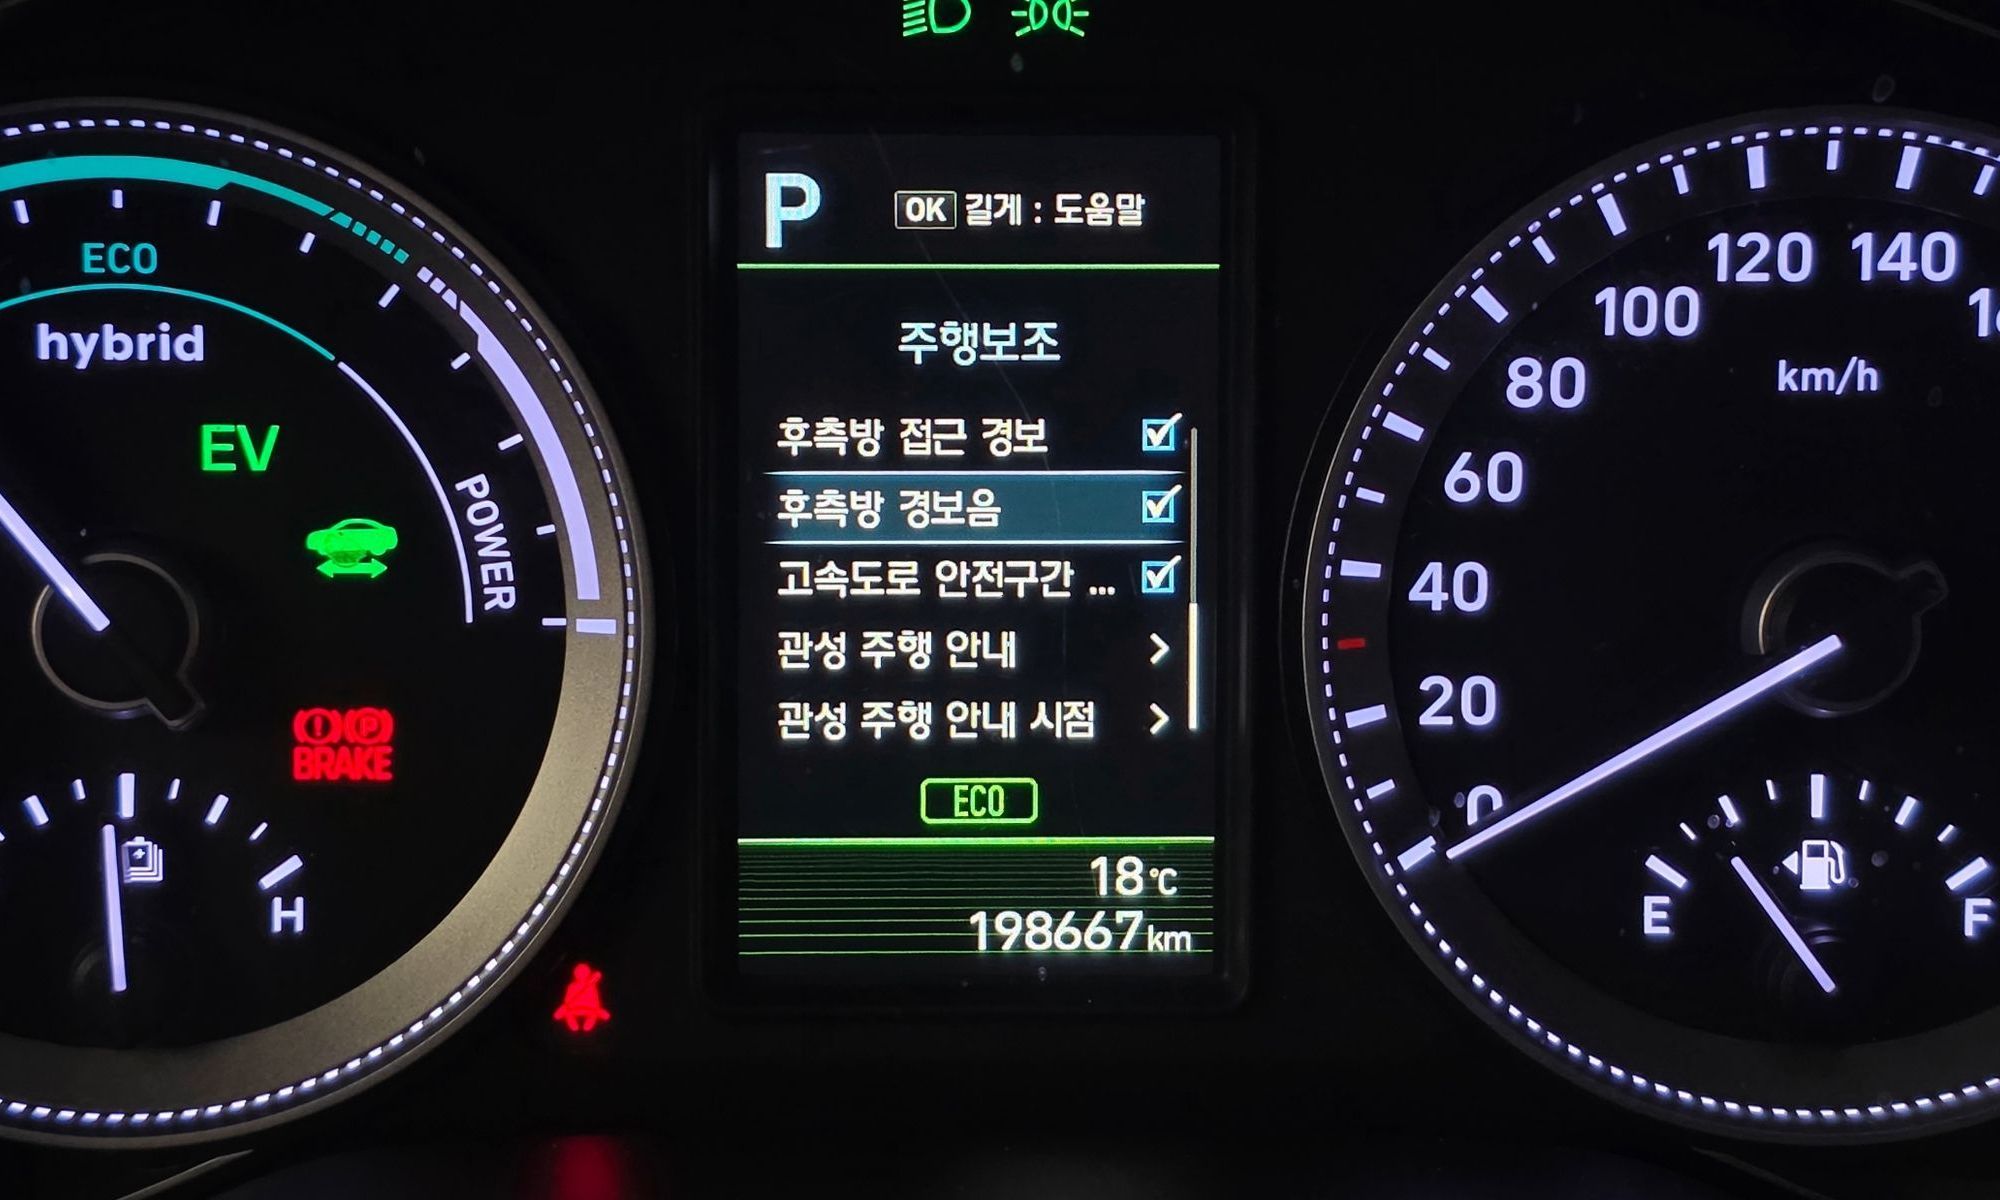 P
OK 길게 : 도움말
주행보조
후측방 접근 경보
후측방 경보음
고속도로 안전구간 ...
관성 주행 안내
관성 주행 안내 시점
ECO
18℃
198667km
ECO
hybrid
EV
POWER
BRAKE
H
120 140
100
80
60
40
20
0
km/h
E
F